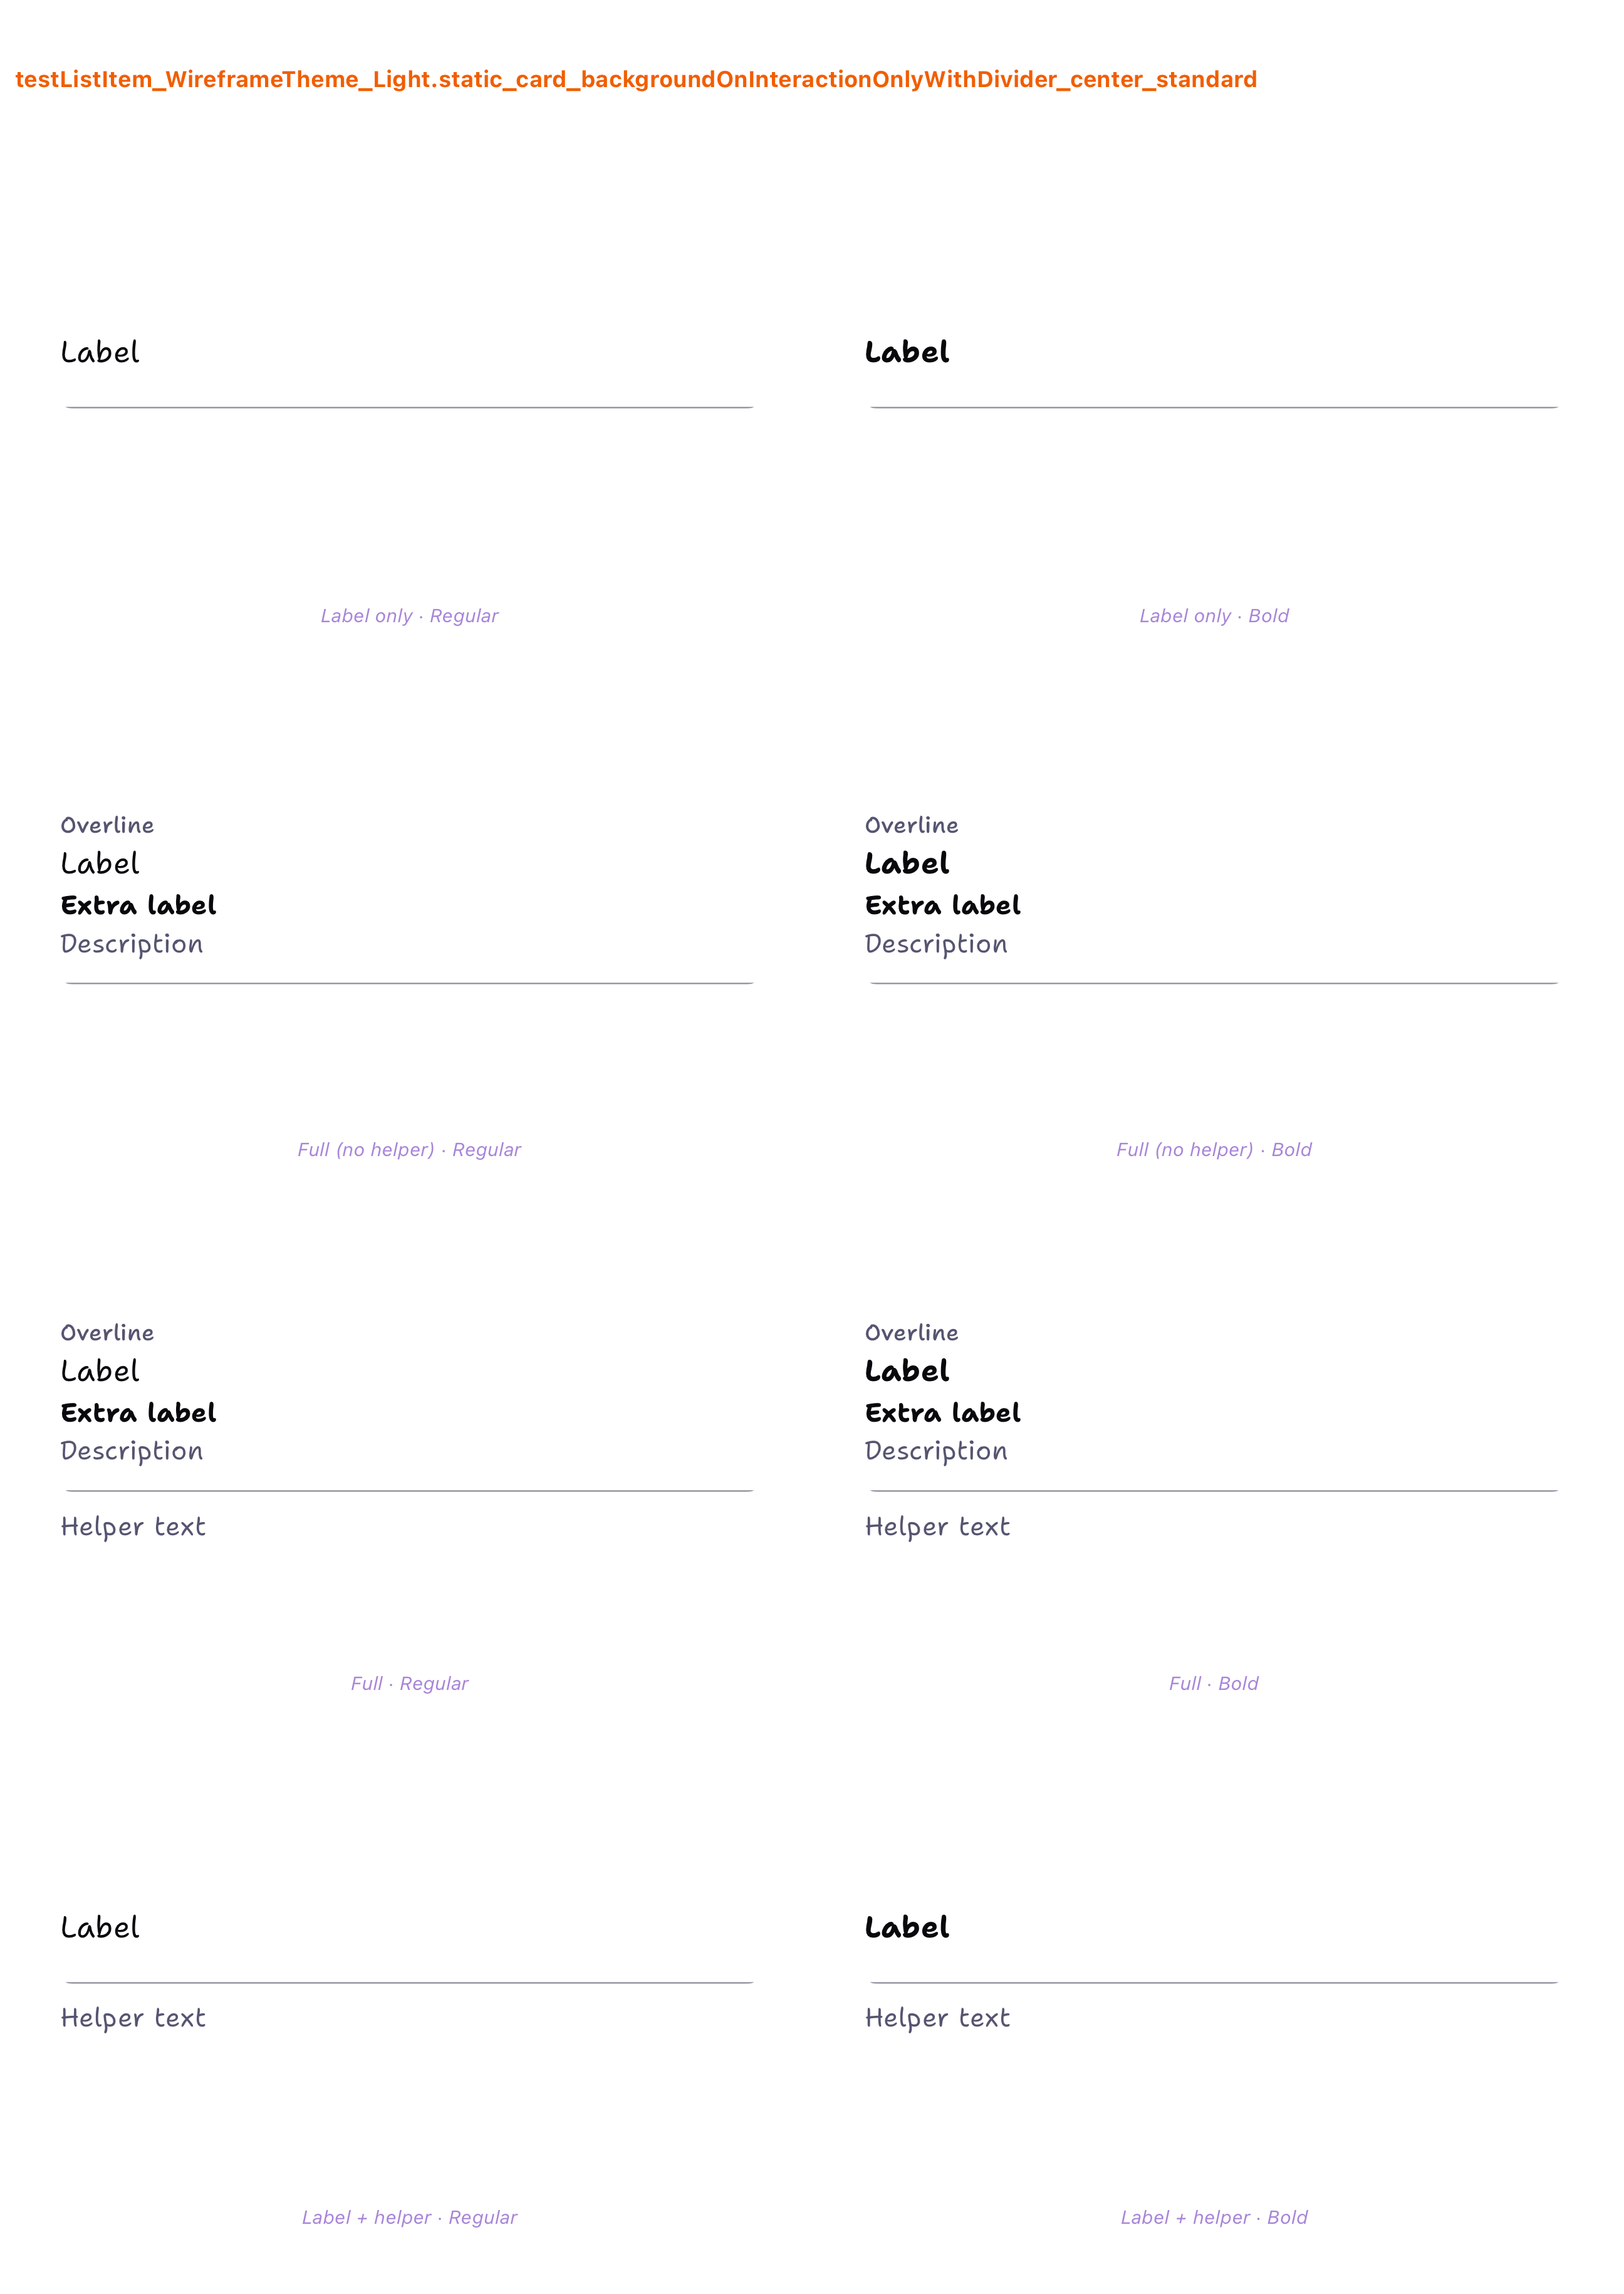 testListItem_WireframeTheme_Light.static_card_backgroundOnInteractionOnlyWithDivider_center_standard
Label
Label
Label only · Regular
Label only · Bold
Overline
Label
Extra label
Description
Overline
Label
Extra label
Description
Full (no helper) · Regular
Full (no helper) · Bold
Overline
Label
Extra label
Description
Helper text
Overline
Label
Extra label
Description
Helper text
Full · Regular
Full · Bold
Label
Helper text
Label
Helper text
Label + helper · Regular
Label + helper · Bold